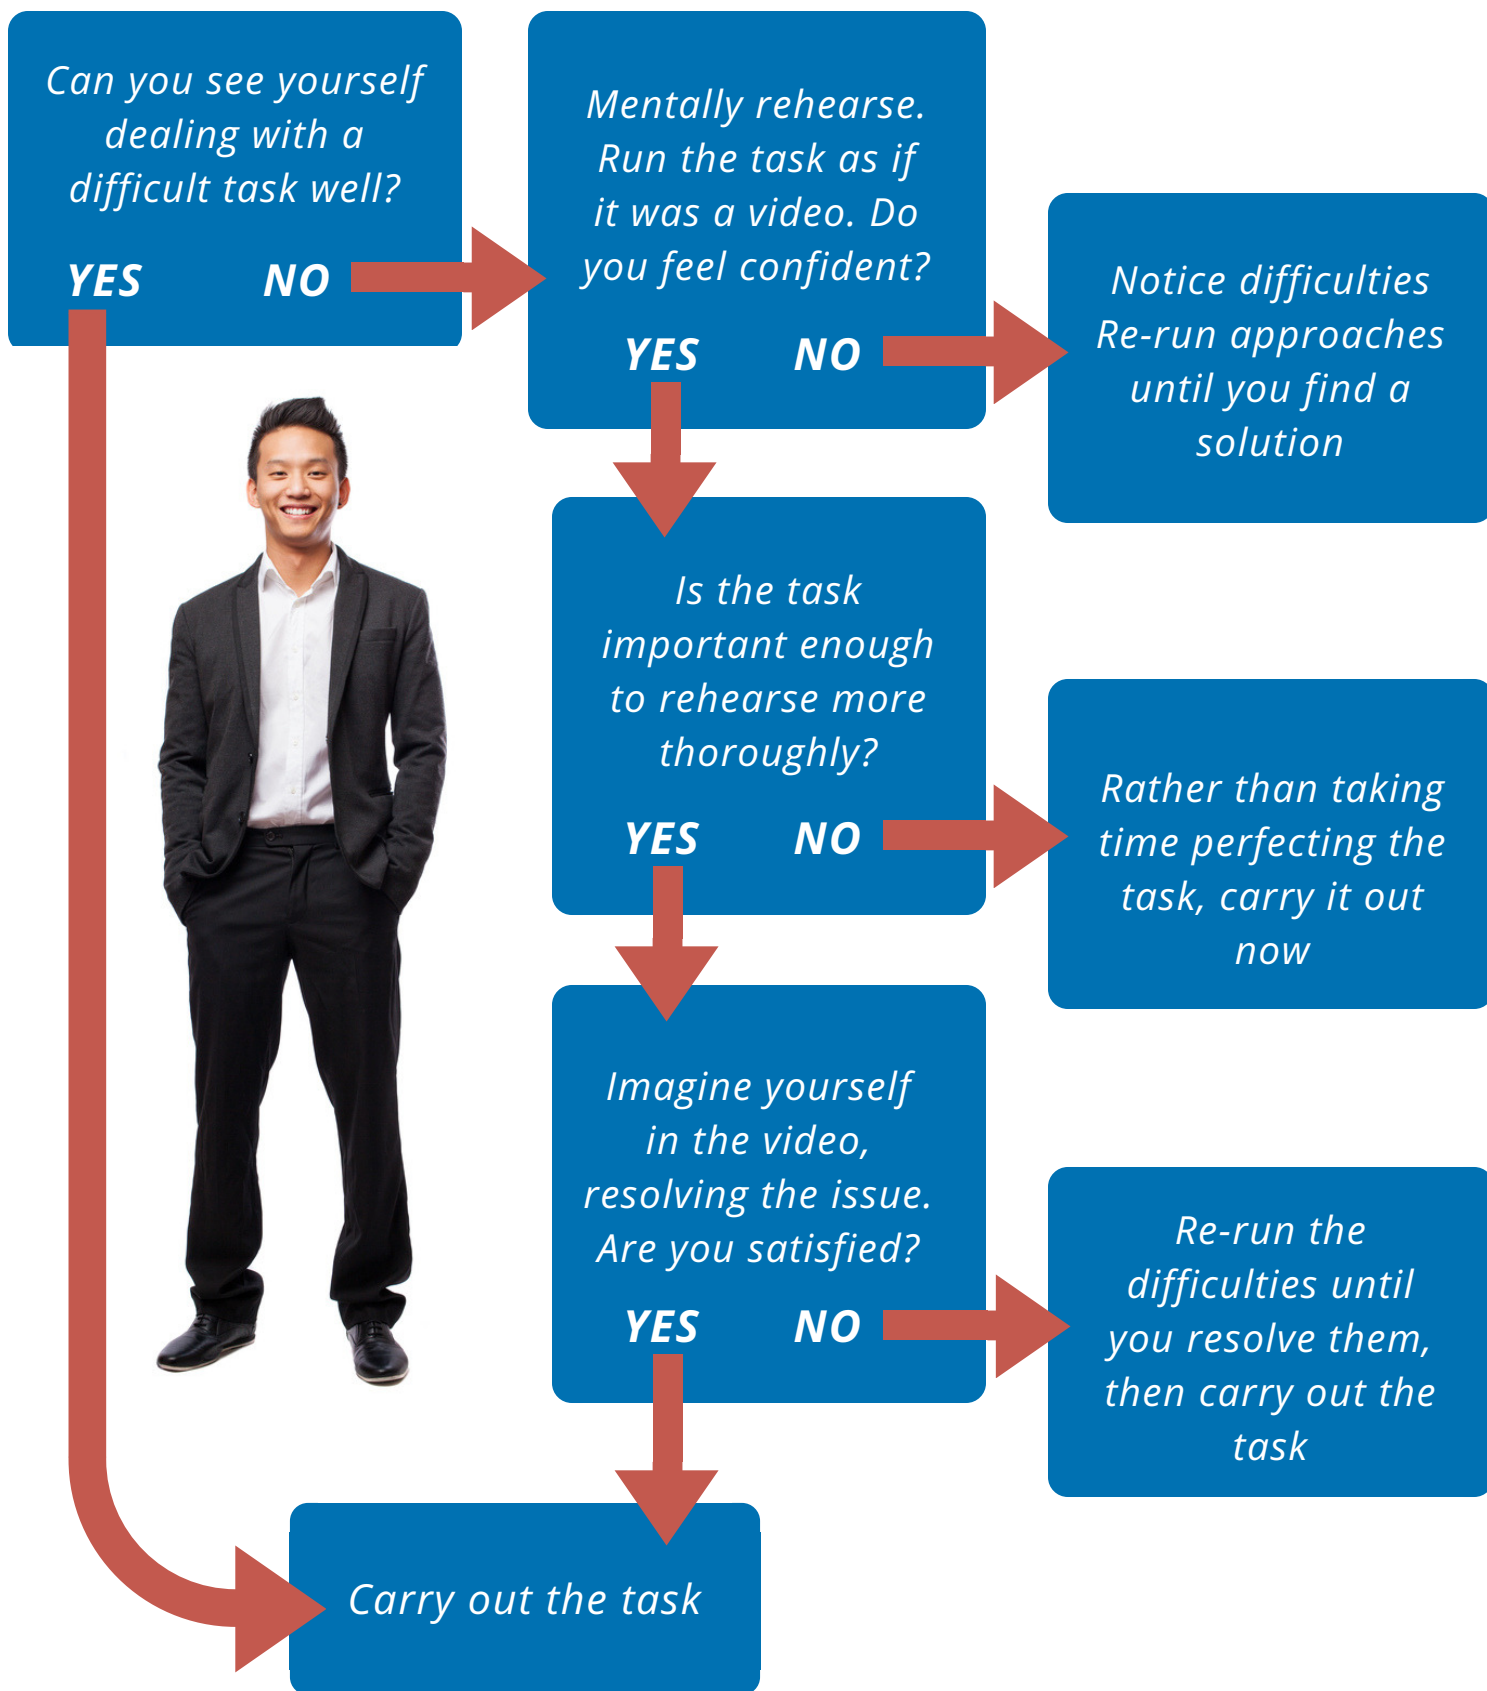 Can you see yourself
dealing with a
difficult task well?
YES NO
Mentally rehearse.
Run the task as if
it was a video. Do
you feel confident?
YES NO
Notice difficulties
Re-run approaches
until you find a
solution
Is the task
important enough
to rehearse more
thoroughly?
YES NO
Rather than taking
time perfecting the
task, carry it out
now
Imagine yourself
in the video,
resolving the issue.
Are you satisfied?
YES NO
Re-run the
difficulties until
you resolve them,
then carry out the
task
Carry out the task